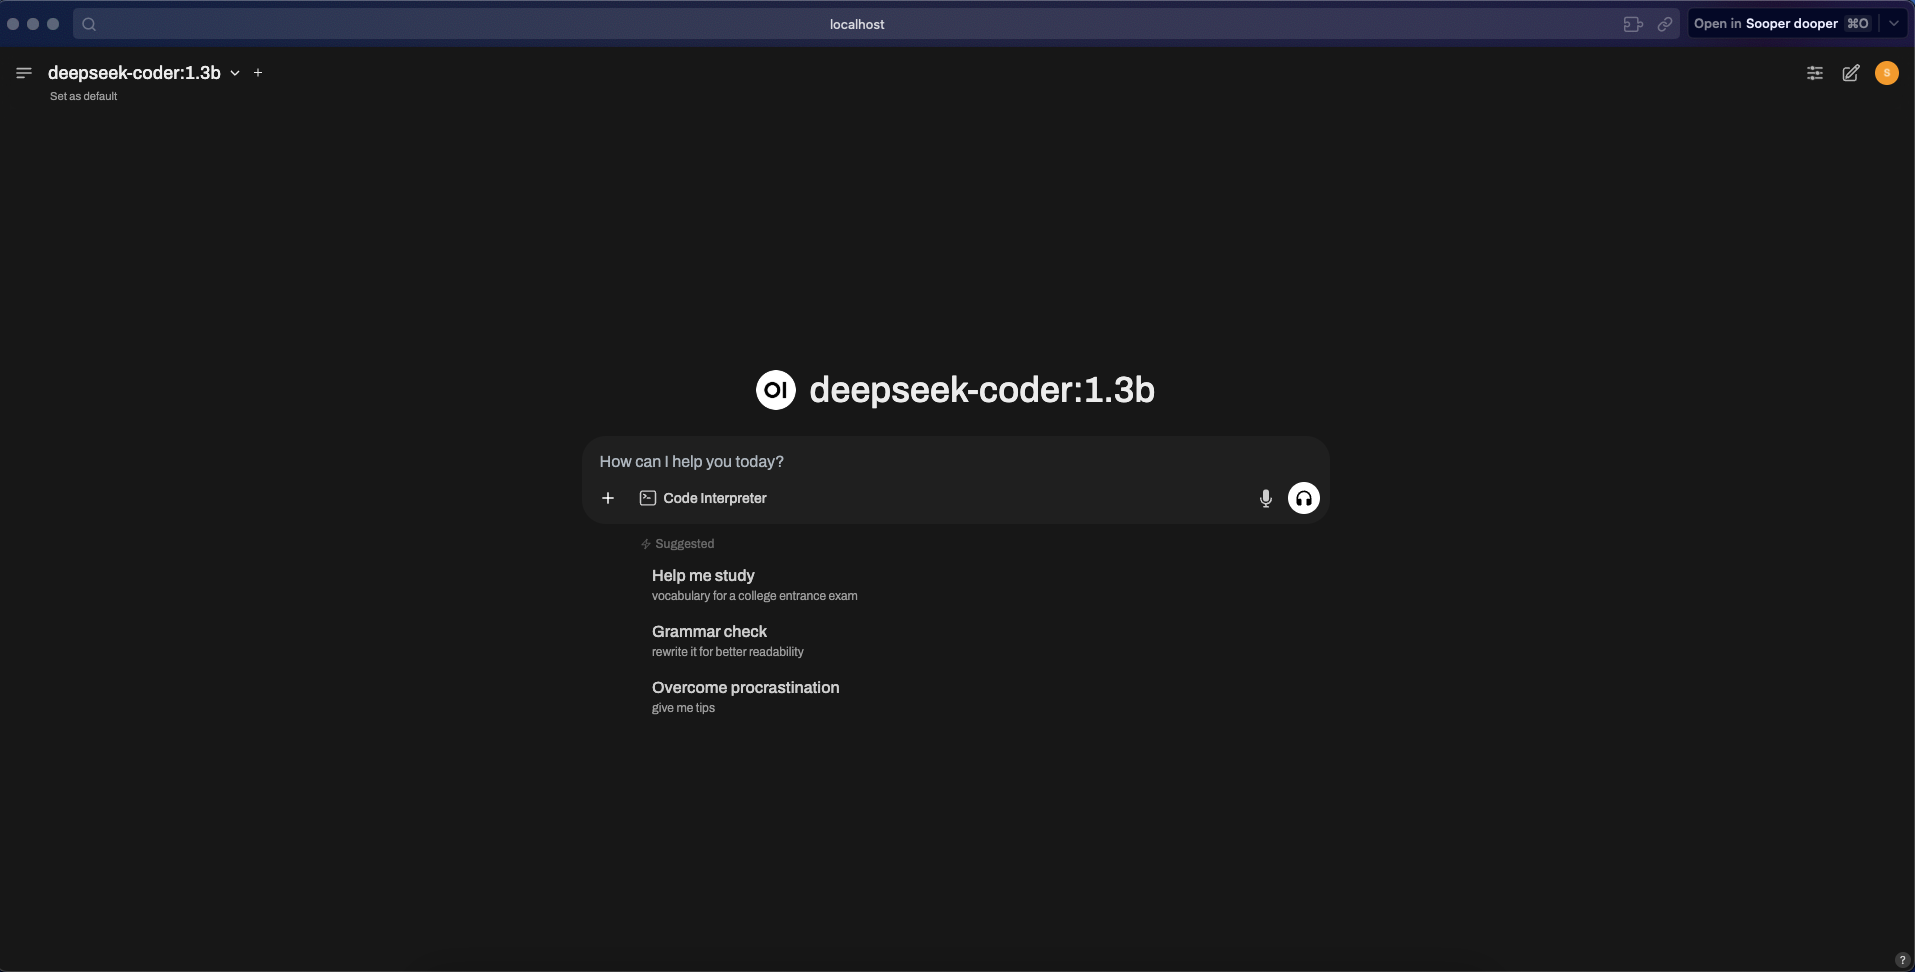 localhost
Open in Sooper dooper ⌘O
deepseek-coder:1.3b
Set as default
S
OI deepseek-coder:1.3b
How can I help you today?
Code Interpreter
Suggested
Help me study
vocabulary for a college entrance exam
Grammar check
rewrite it for better readability
Overcome procrastination
give me tips
?